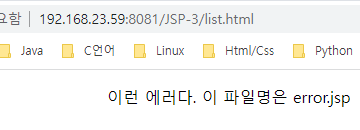 요함 | 192.168.23.59:8081/JSP-3/list.html
Java C언어 Linux Html/Css Python
이런 에러다. 이 파일명은 error.jsp